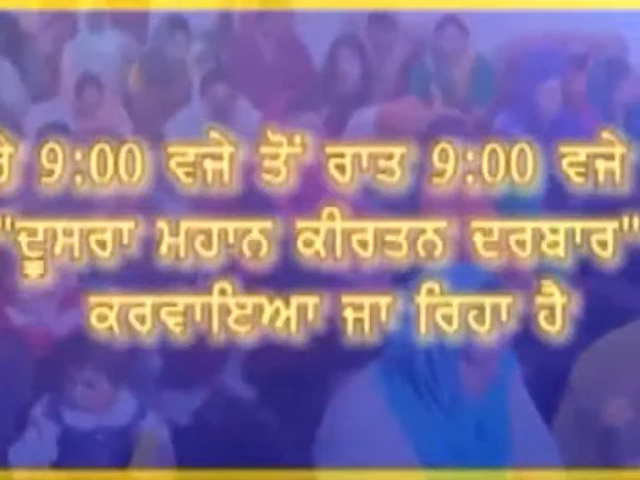 9:00 ਵਜੇ ਤੋਂ ਰਾਤ 9:00 ਵਜੇ
"ਦੂਸਰਾ ਮਹਾਨ ਕੀਰਤਨ ਦਰਬਾਰ"
ਕਰਵਾਇਆ ਜਾ ਰਿਹਾ ਹੈ